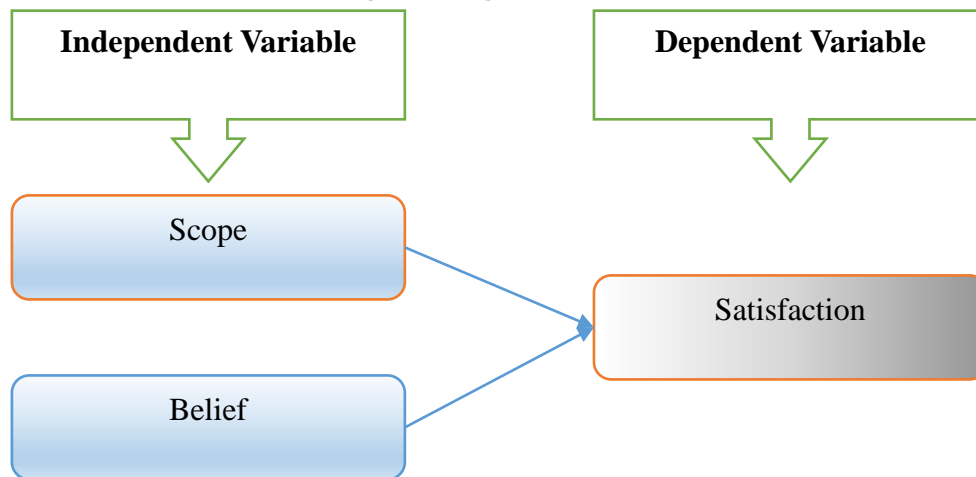 Independent Variable
Dependent Variable
Scope
Satisfaction
Belief